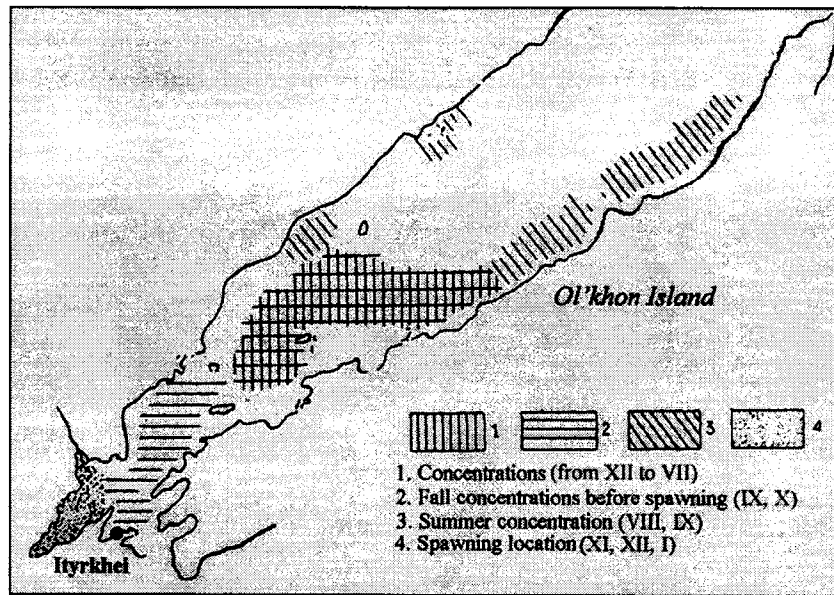 Ol'khon Island
1 2 3 4
1. Concentrations (from XII to VII)
2. Fall concentrations before spawning (IX, X)
3. Summer concentration (VIII, IX)
4. Spawning location (XI, XII, I)
Ityrkhei